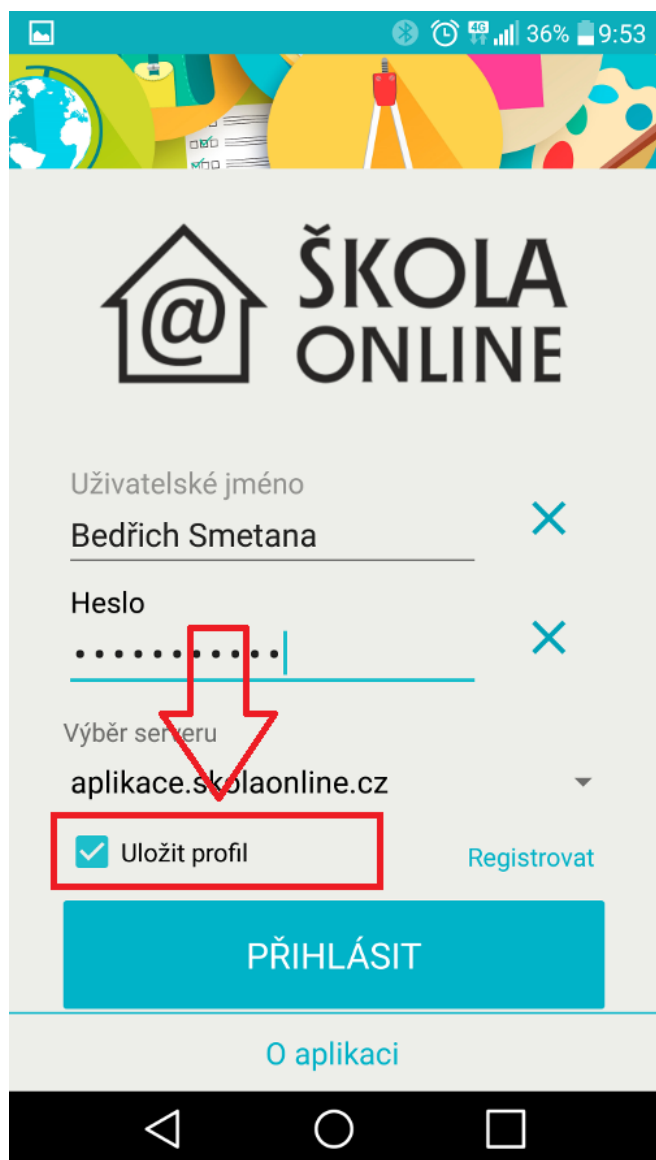 4G 36% 9:53
@ ŠKOLA
ONLINE
Uživatelské jméno
Bedřich Smetana
Heslo
•••••••••••
Výběr serveru
aplikace.skolaonline.cz
Uložit profil
Registrovat
PŘIHLÁSIT
O aplikaci